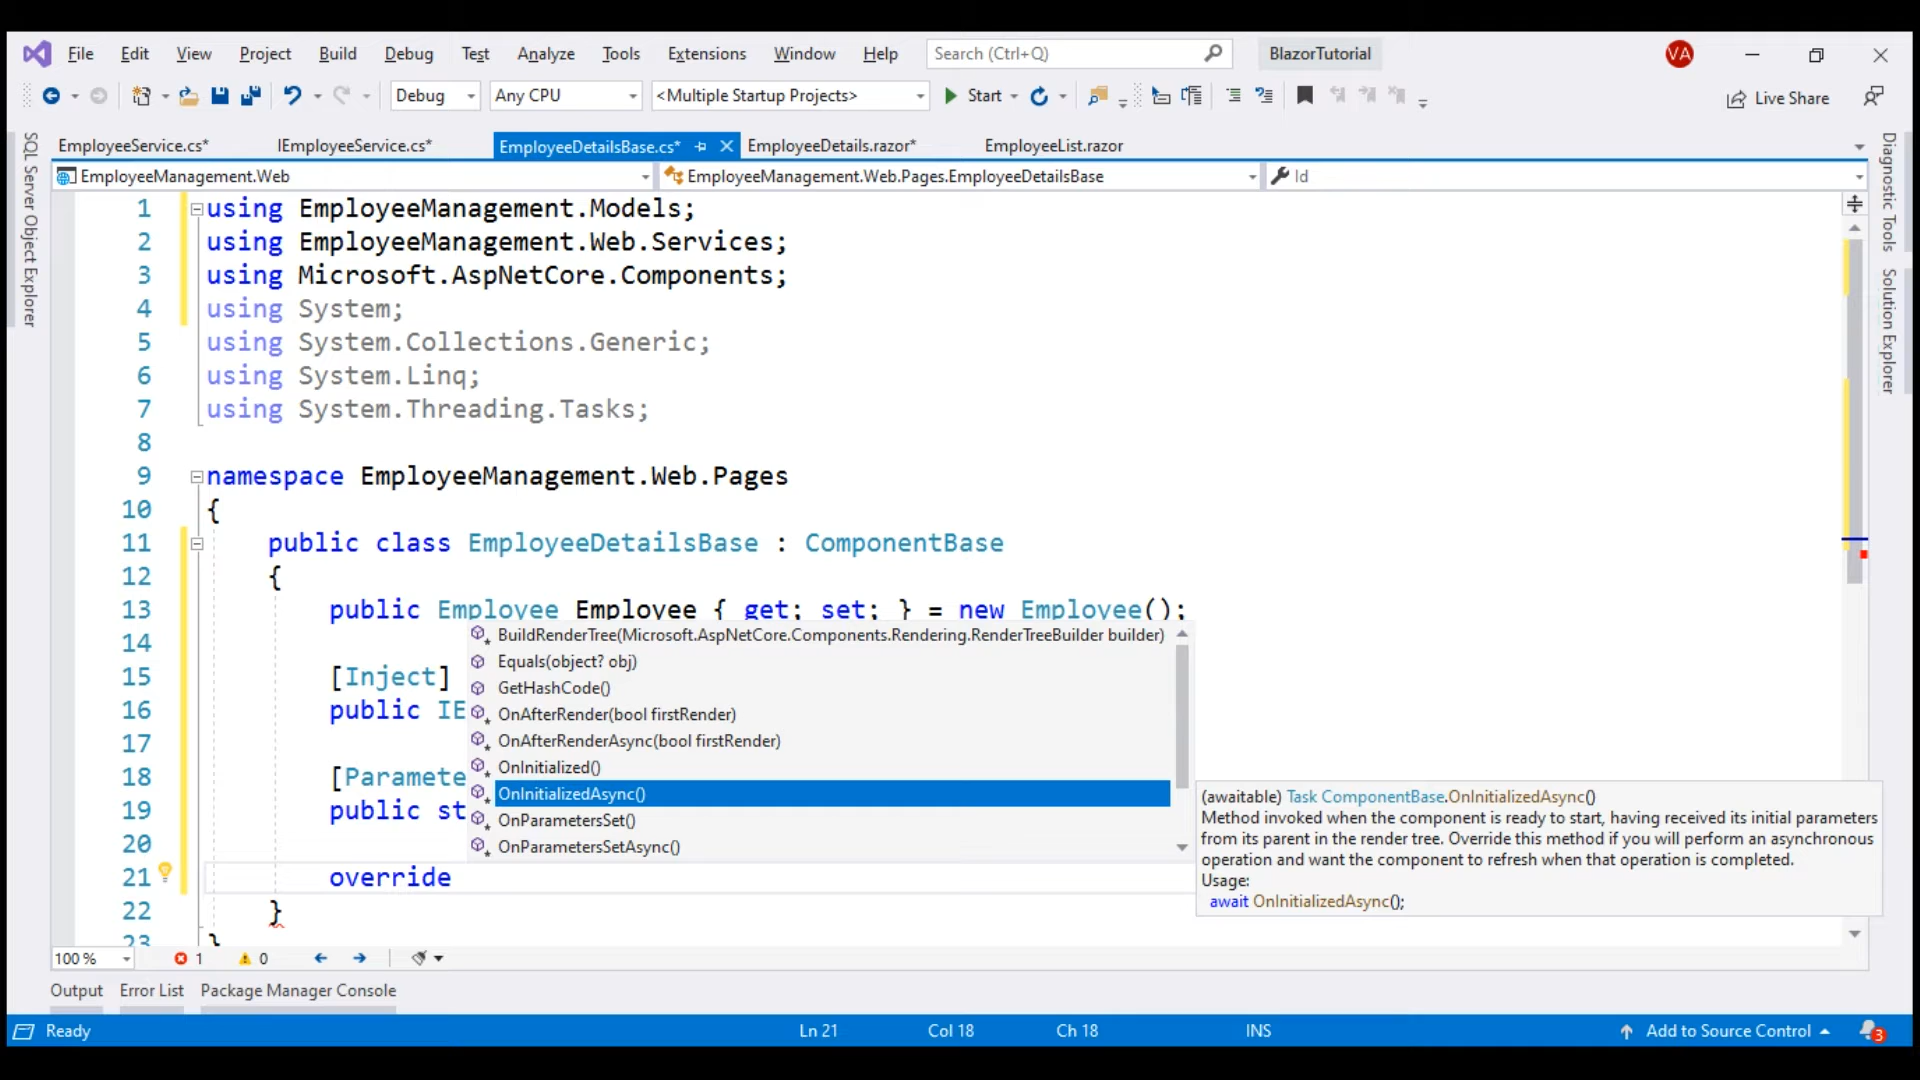 File Edit View Project Build Debug Test Analyze Tools Extensions Window Help Search (Ctrl+Q) BlazorTutorial VA
Debug Any CPU <Multiple Startup Projects> Start Live Share
EmployeeService.cs* IEmployeeService.cs* EmployeeDetailsBase.cs* EmployeeDetails.razor* EmployeeList.razor
EmployeeManagement.Web EmployeeManagement.Web.Pages.EmployeeDetailsBase Id
SQL Server Object Explorer
Diagnostic Tools
Solution Explorer
1 using EmployeeManagement.Models;
2 using EmployeeManagement.Web.Services;
3 using Microsoft.AspNetCore.Components;
4 using System;
5 using System.Collections.Generic;
6 using System.Linq;
7 using System.Threading.Tasks;
8
9 namespace EmployeeManagement.Web.Pages
10 {
11 public class EmployeeDetailsBase : ComponentBase
12 {
13 public Employee Employee { get; set; } = new Employee();
14
15 [Inject]
16 public IE
17
18 [Paramete
19 public st
20
21 override
22 }
23 }
BuildRenderTree(Microsoft.AspNetCore.Components.Rendering.RenderTreeBuilder builder)
Equals(object? obj)
GetHashCode()
OnAfterRender(bool firstRender)
OnAfterRenderAsync(bool firstRender)
OnInitialized()
OnInitializedAsync()
OnParametersSet()
OnParametersSetAsync()
(awaitable) Task ComponentBase.OnInitializedAsync()
Method invoked when the component is ready to start, having received its initial parameters
from its parent in the render tree. Override this method if you will perform an asynchronous
operation and want the component to refresh when that operation is completed.
Usage:
await OnInitializedAsync();
100 % 1 0
Output Error List Package Manager Console
Ready Ln 21 Col 18 Ch 18 INS Add to Source Control 3